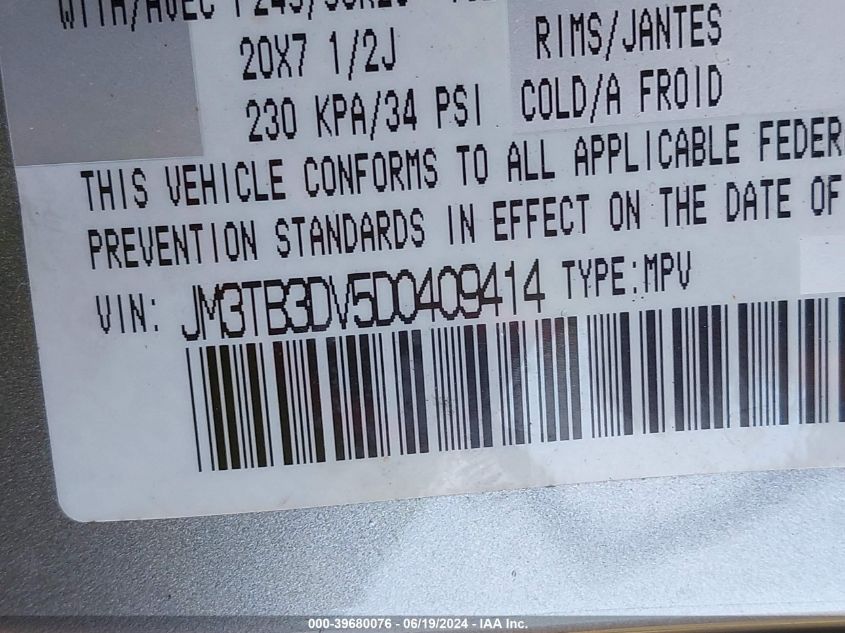 20X7 1/2J RIMS/JANTES
230 KPA/34 PSI COLD/A FROID
THIS VEHICLE CONFORMS TO ALL APPLICABLE FEDER
PREVENTION STANDARDS IN EFFECT ON THE DATE OF
VIN: JM3TB3DV5D0409414 TYPE:MPV
000-39680076 - 06/19/2024 - IAA Inc.